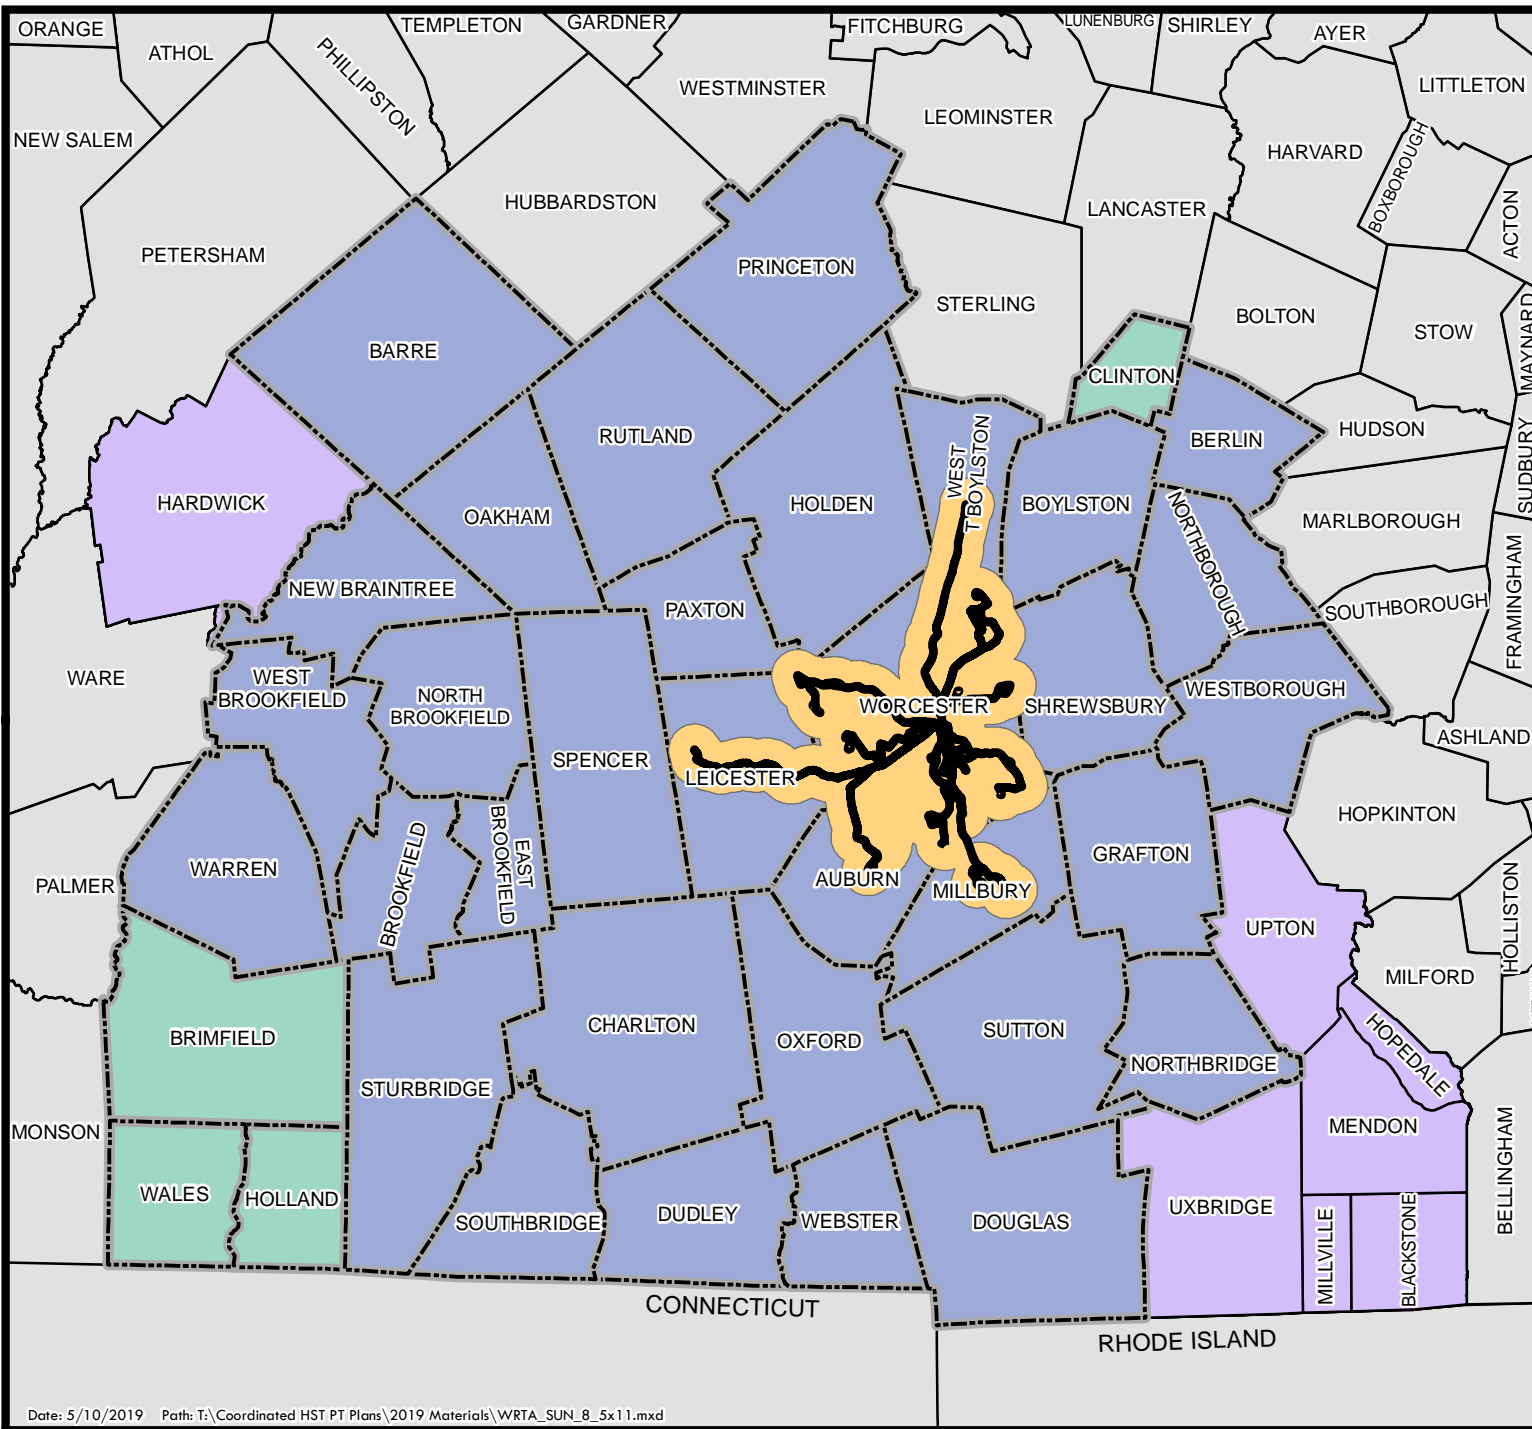 ORANGE
ATHOL
PHILLIPSTON
TEMPLETON
GARDNER
WESTMINSTER
FITCHBURG
LUNENBURG
SHIRLEY
AYER
LITTLETON
NEW SALEM
LEOMINSTER
HARVARD
BOXBOROUGH
ACTON
PETERSHAM
HUBBARDSTON
LANCASTER
PRINCETON
STERLING
BOLTON
STOW
MAYNARD
BARRE
CLINTON
RUTLAND
BERLIN
HUDSON
SUDBURY
HARDWICK
OAKHAM
HOLDEN
WEST
BOYLSTON
T
BOYLSTON
NORTHBOROUGH
MARLBOROUGH
FRAMINGHAM
NEW BRAINTREE
PAXTON
SOUTHBOROUGH
WARE
WEST
BROOKFIELD
NORTH
BROOKFIELD
WORCESTER
SHREWSBURY
WESTBOROUGH
ASHLAND
SPENCER
LEICESTER
HOPKINTON
WARREN
BROOKFIELD
EAST
BROOKFIELD
GRAFTON
PALMER
AUBURN
MILLBURY
UPTON
HOLLISTON
MILFORD
BRIMFIELD
CHARLTON
OXFORD
SUTTON
HOPEDALE
STURBRIDGE
NORTHBRIDGE
MONSON
MENDON
BELLINGHAM
WALES
HOLLAND
SOUTHBRIDGE
DUDLEY
WEBSTER
DOUGLAS
UXBRIDGE
MILLVILLE
BLACKSTONE
CONNECTICUT
RHODE ISLAND
Date: 5/10/2019 Path: T:\Coordinated HST PT Plans\2019 Materials\WRTA_SUN_8_5x11.mxd